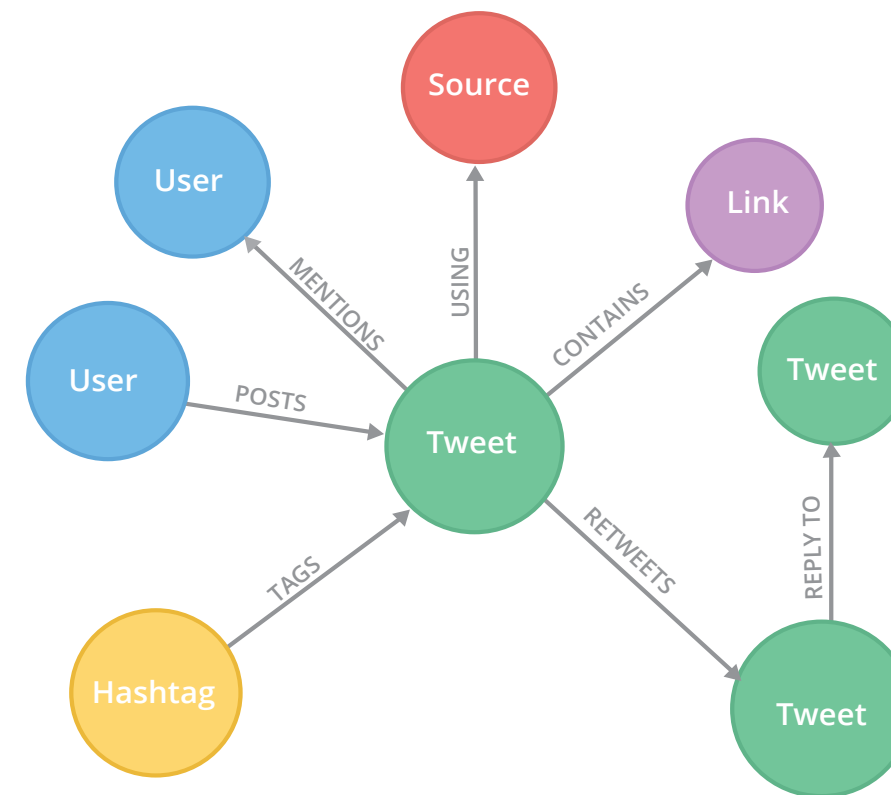 Source
User
Link
MENTIONS
USING
CONTAINS
Tweet
User
POSTS
Tweet
RETWEETS
REPLY TO
TAGS
Hashtag
Tweet